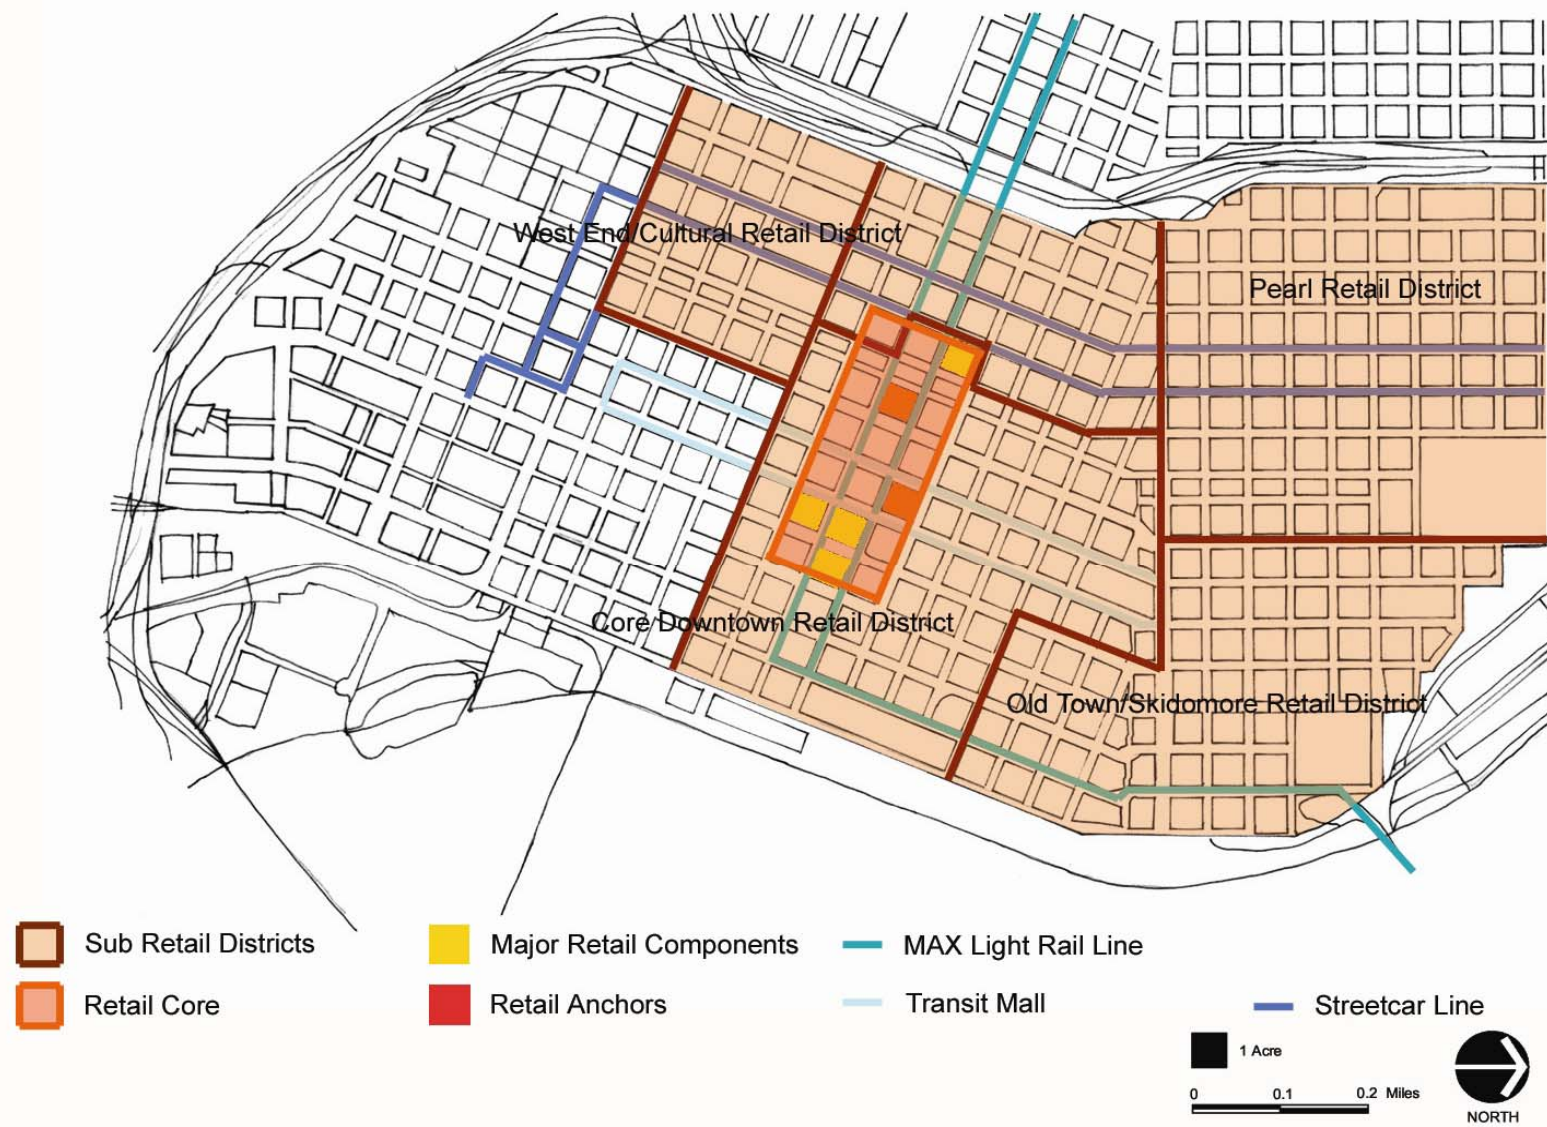 West End/Cultural Retail District
Pearl Retail District
Core Downtown Retail District
Old Town/Skidomore Retail District
Sub Retail Districts
Major Retail Components
MAX Light Rail Line
Retail Core
Retail Anchors
Transit Mall
Streetcar Line
1 Acre
0 0.1 0.2 Miles
NORTH